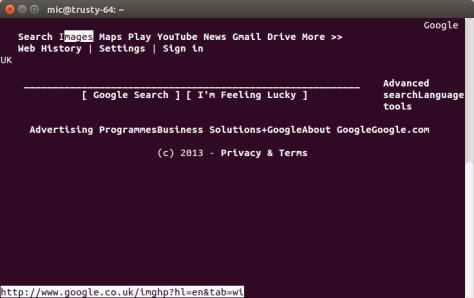 mic@trusty-64: ~
Google
Search Images Maps Play YouTube News Gmail Drive More >>
Web History | Settings | Sign in
UK
Advanced
[ Google Search ] [ I'm Feeling Lucky ] searchLanguage
tools
Advertising ProgrammesBusiness Solutions+GoogleAbout GoogleGoogle.com
(c) 2013 - Privacy & Terms
http://www.google.co.uk/imghp?hl=en&tab=wi